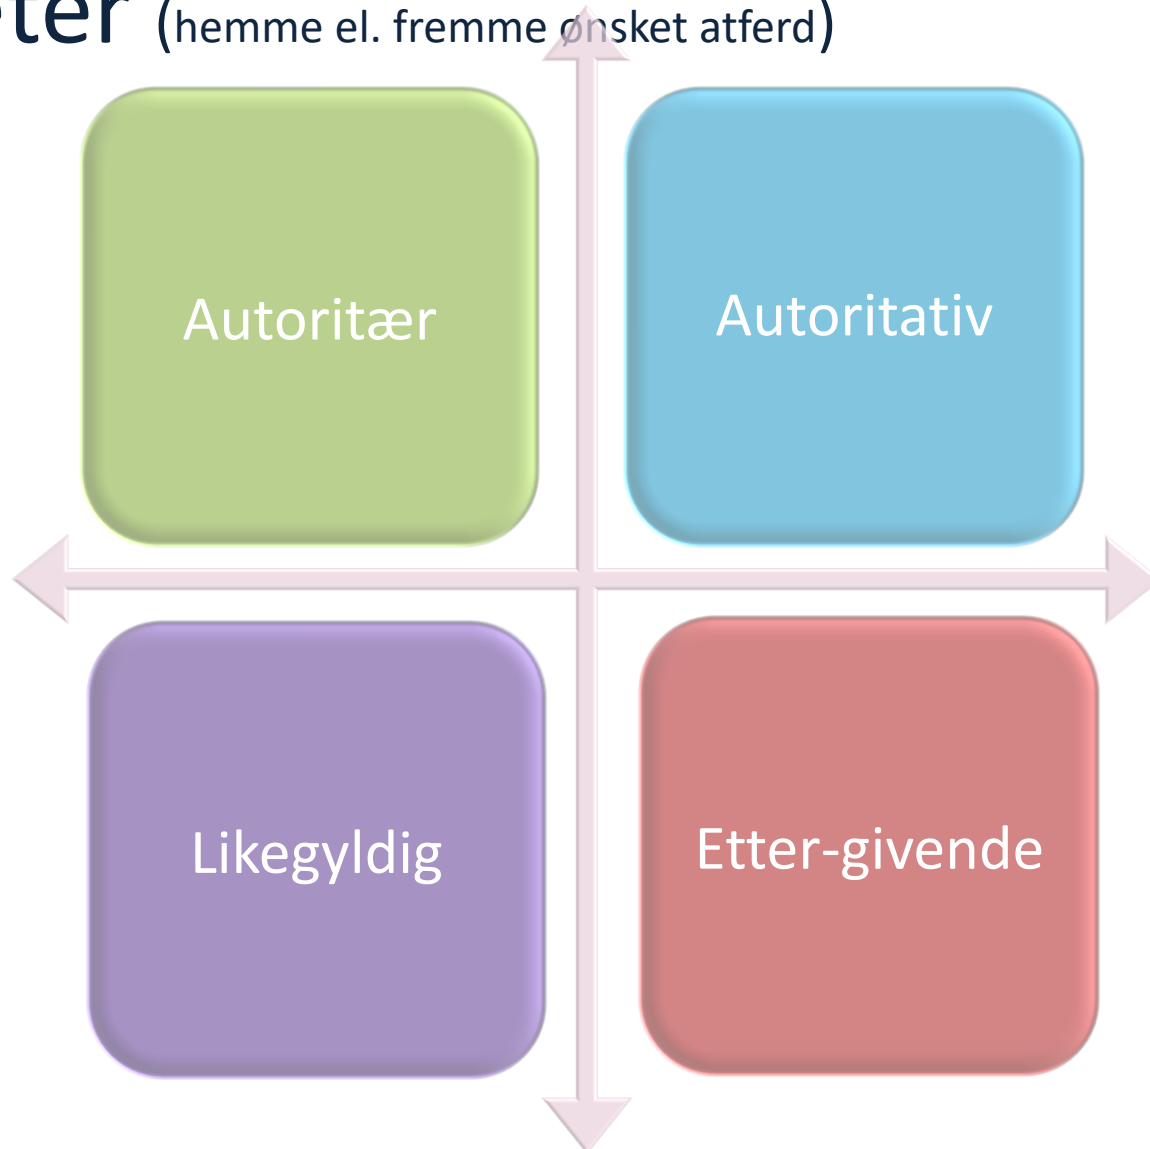 (hemme el. fremme ønsket atferd)
Autoritær
Autoritativ
Likegyldig
Etter-givende